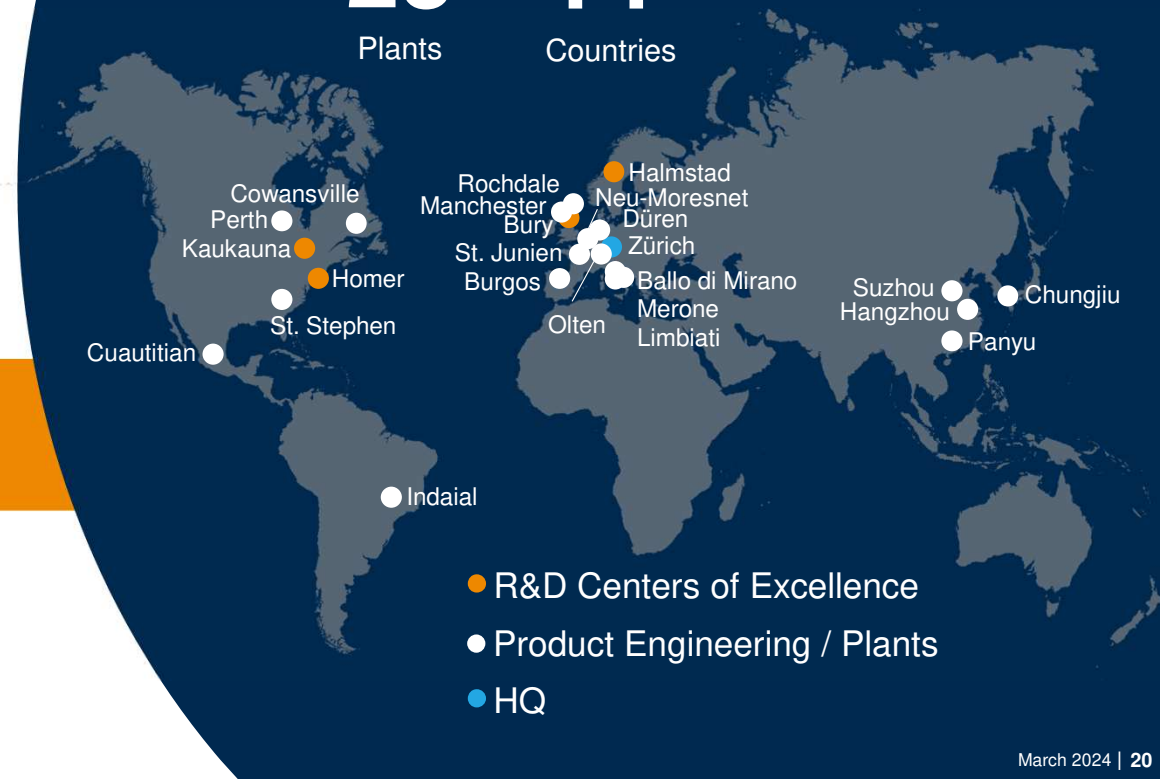 Plants
Countries
Halmstad
Rochdale
Neu-Moresnet
Manchester
Düren
Bury
Cowansville
Perth
Kaukauna
St. Junien
Zürich
Homer
Burgos
Ballo di Mirano
Merone
Limbiati
Olten
St. Stephen
Cuautitian
Suzhou
Hangzhou
Chungjiu
Panyu
Indaial
R&D Centers of Excellence
Product Engineering / Plants
HQ
March 2024 | 20